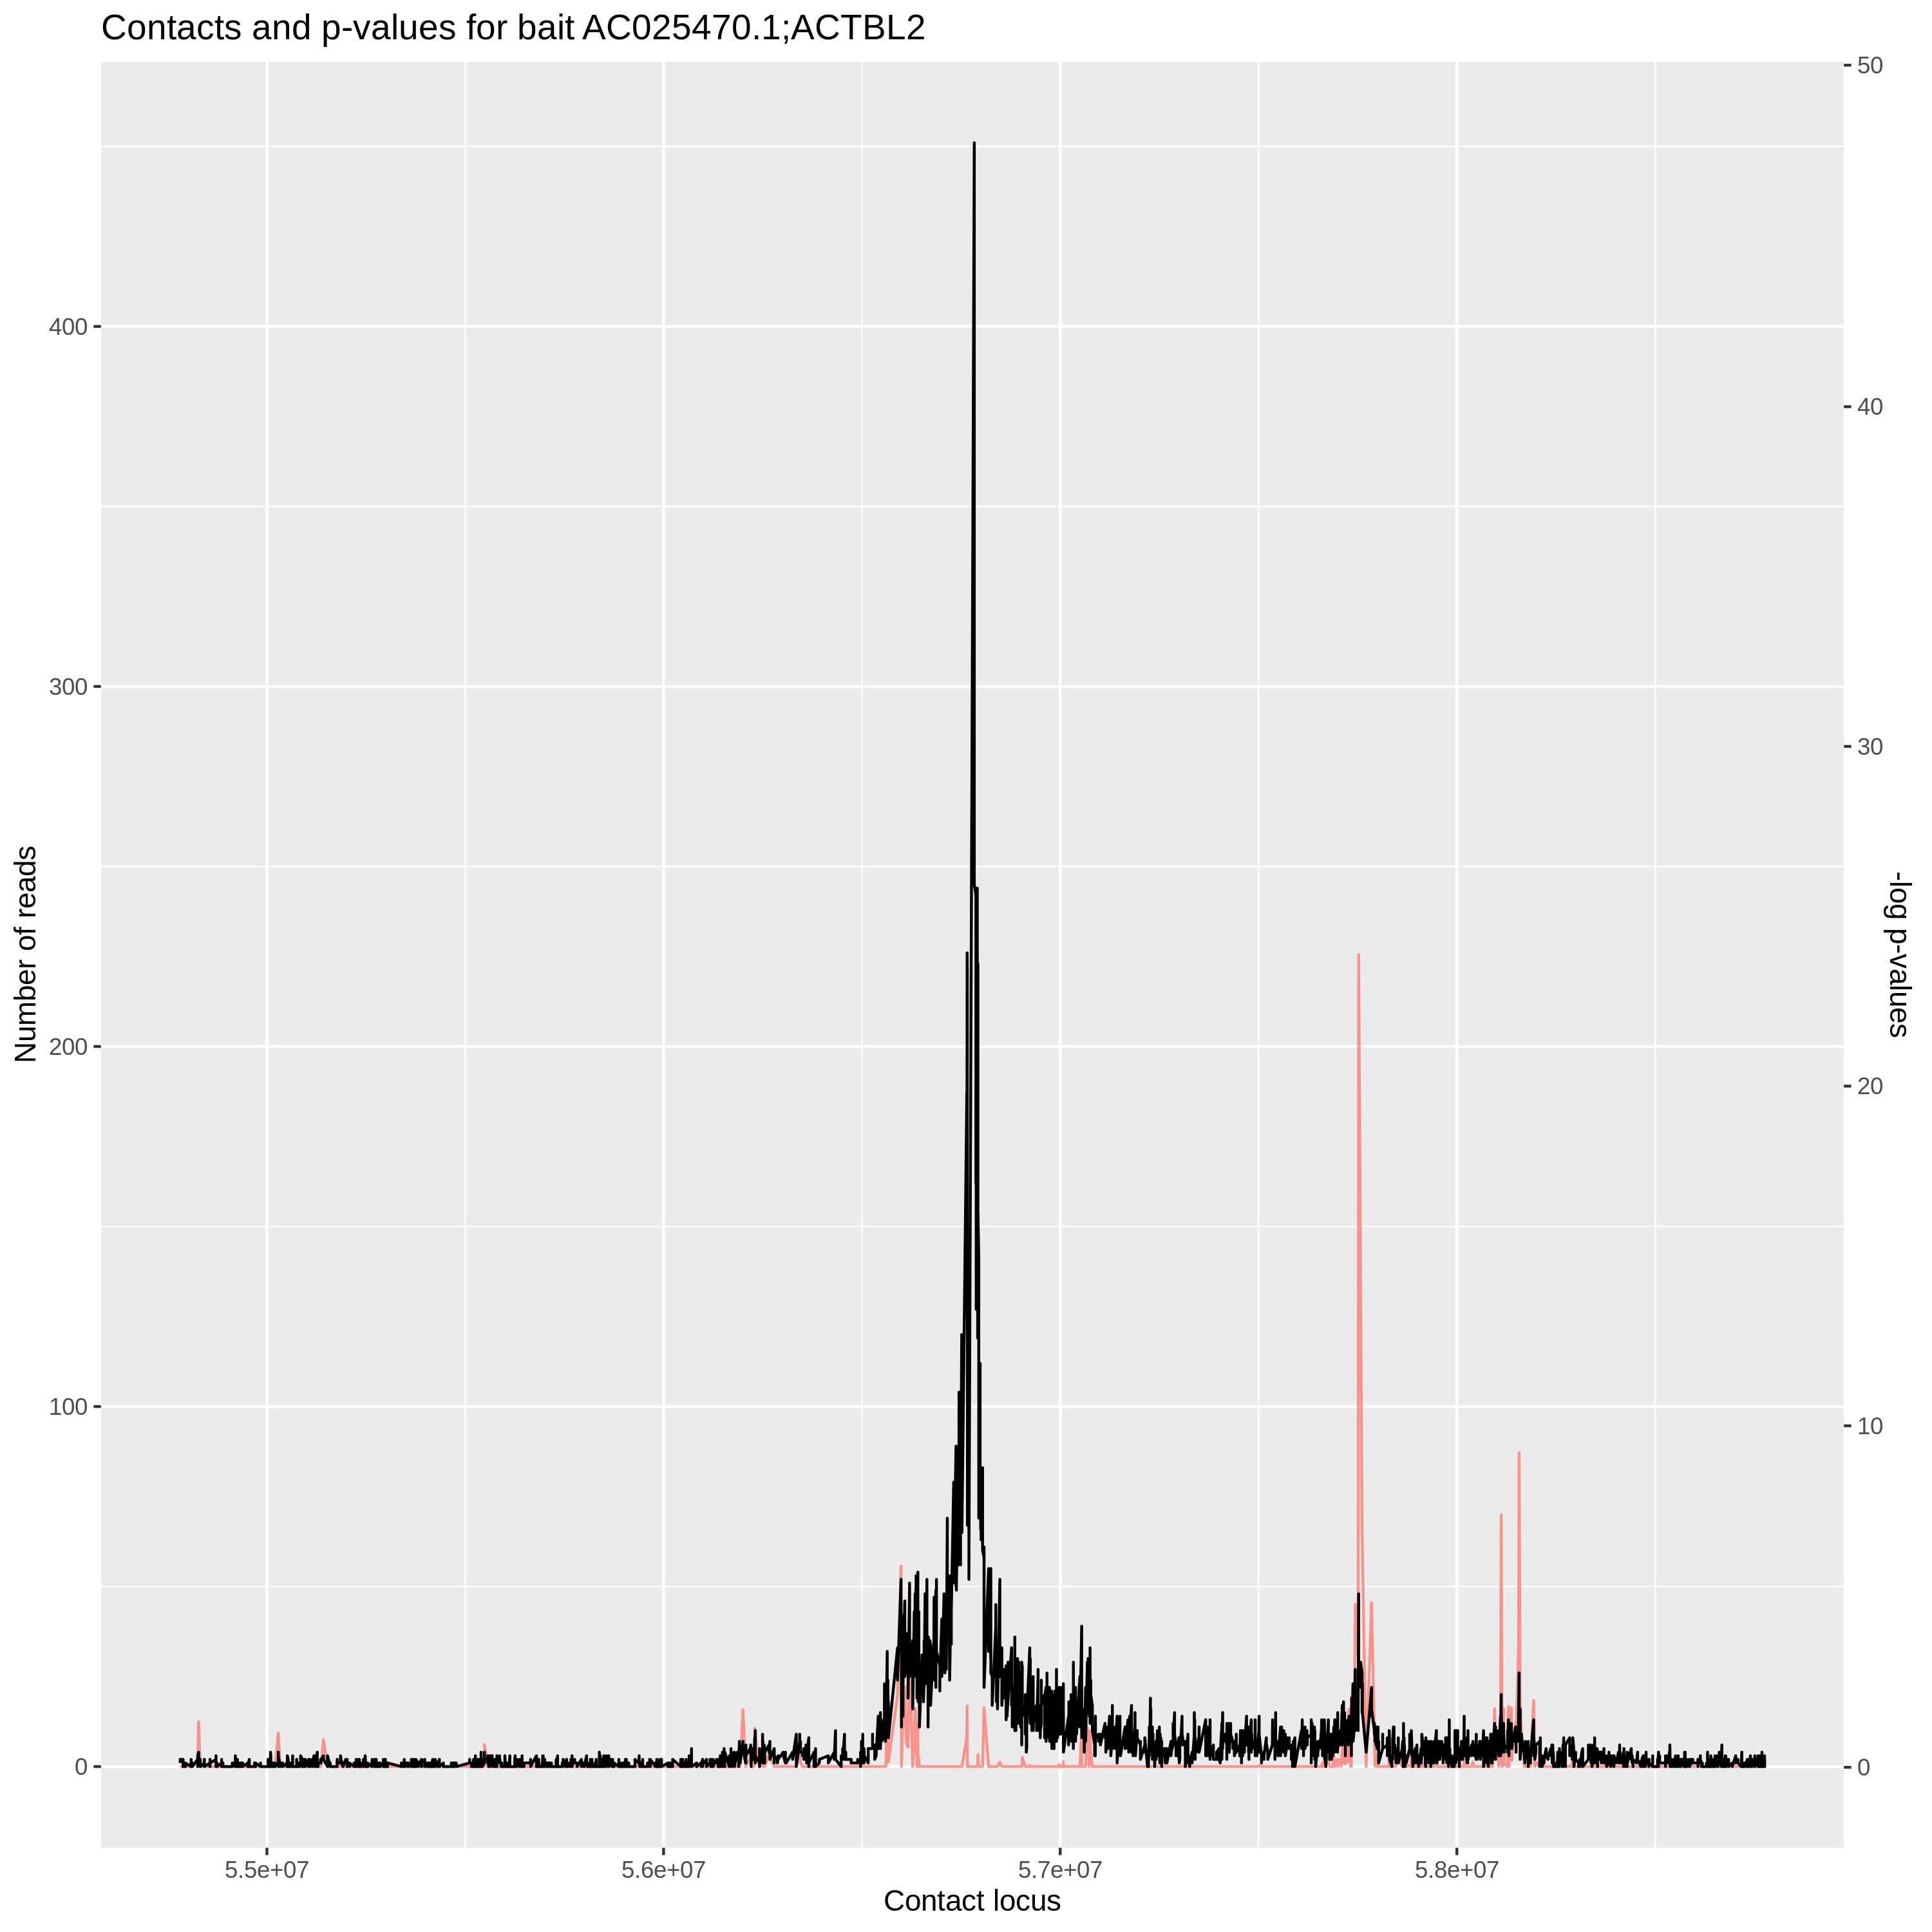 Contacts and p-values for bait AC025470.1;ACTBL2
50
40
30
20
10
0
-log p-values
400
300
200
100
0
Number of reads
5.5e+07 5.6e+07 5.7e+07 5.8e+07
Contact locus